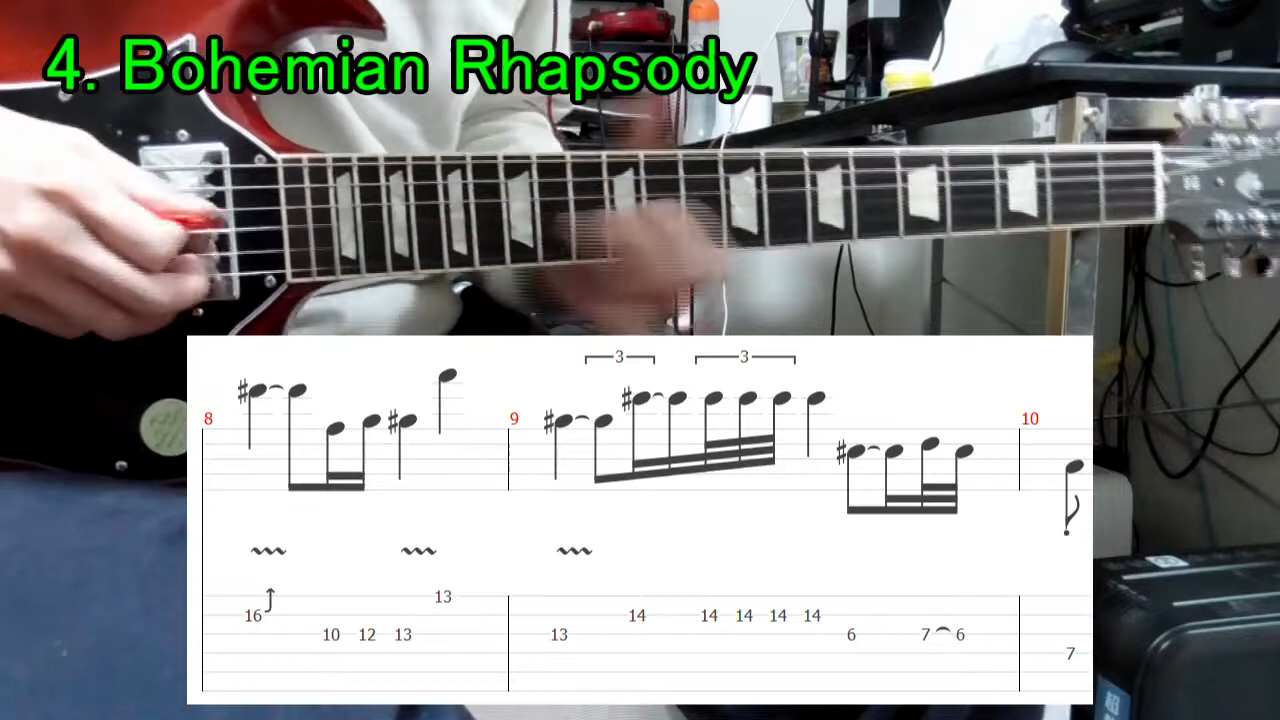 4. Bohemian Rhapsody
3 3
8 9 10
13
16 14 14 14 14 14
10 12 13 13 6 7 6
7